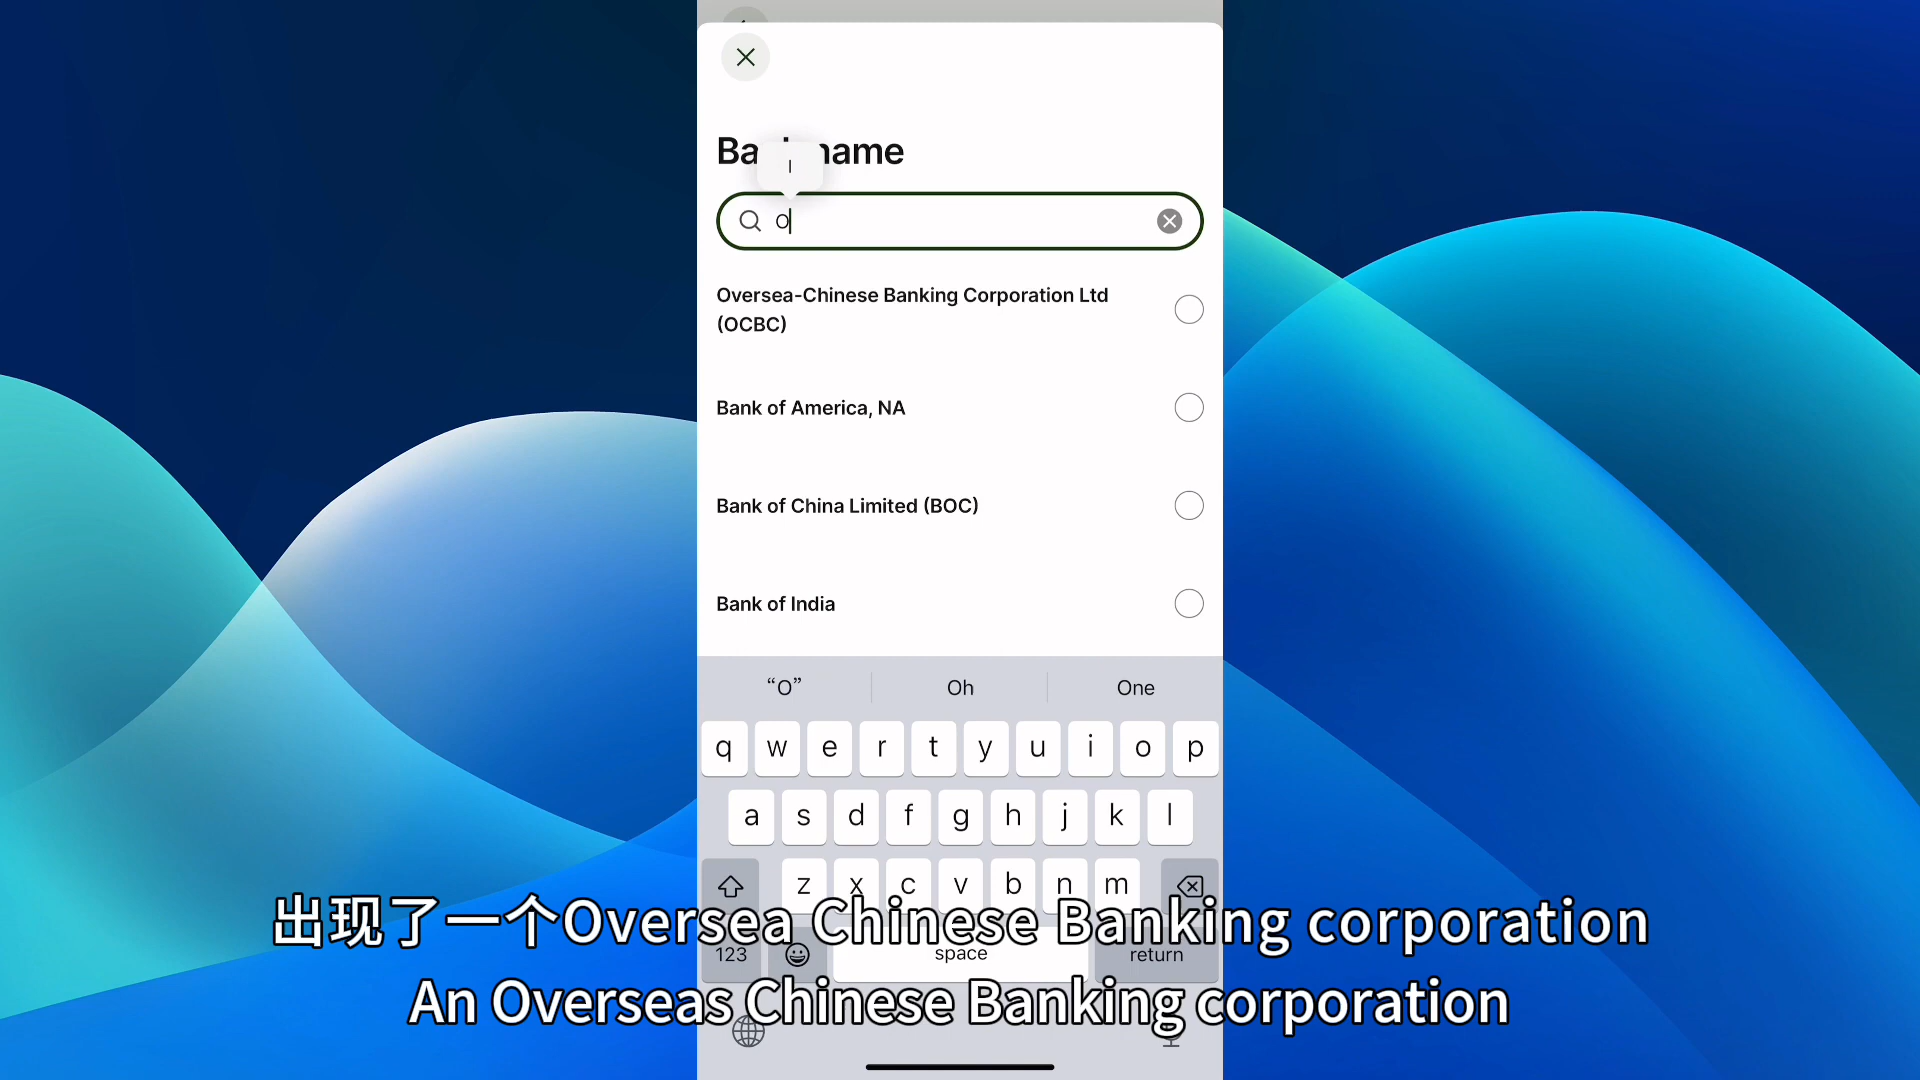 Bank name
O
Oversea-Chinese Banking Corporation Ltd
(OCBC)
Bank of America, NA
Bank of China Limited (BOC)
Bank of India
“O” Oh One
q w e r t y u i o p
a s d f g h j k l
z x c v b n m
出现了一个Oversea Chinese Banking corporation
123 space return
An Overseas Chinese Banking corporation